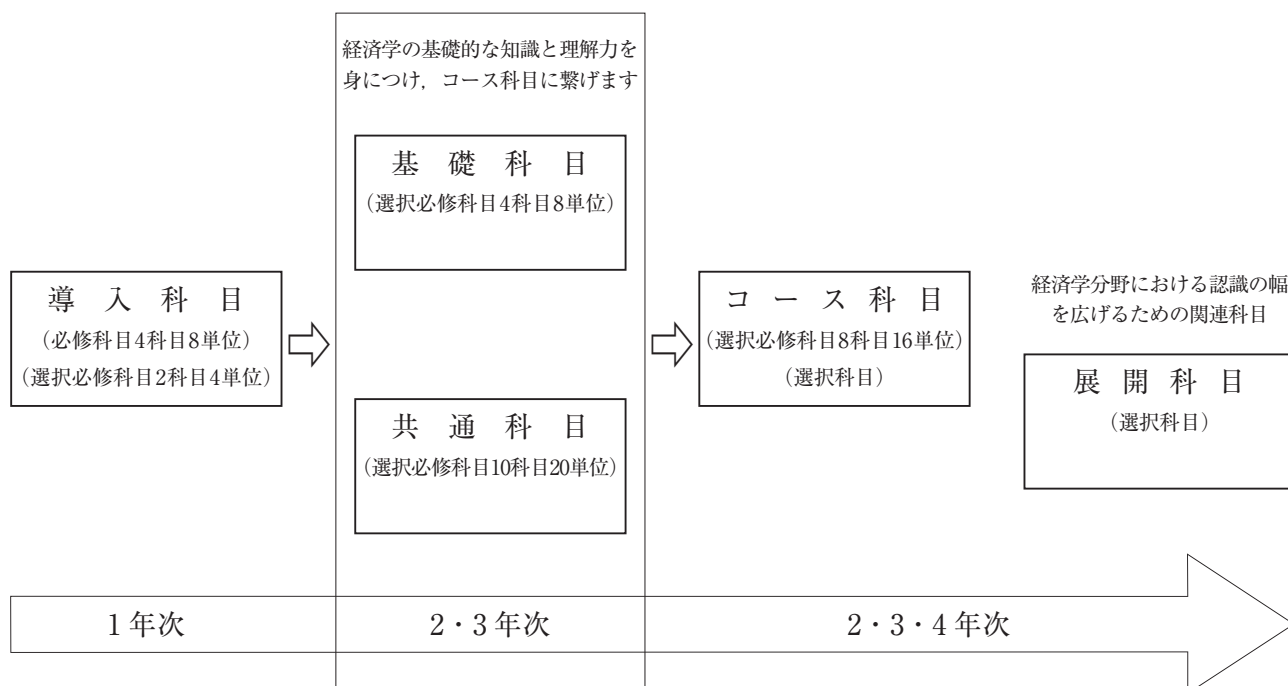 経済学の基礎的な知識と理解力を
身につけ，コース科目に繋げます
基礎科目
（選択必修科目4科目8単位）
導入科目
（必修科目4科目8単位）
（選択必修科目2科目4単位）
共通科目
（選択必修科目10科目20単位）
コース科目
（選択必修科目8科目16単位）
（選択科目）
経済学分野における認識の幅
を広げるための関連科目
展開科目
（選択科目）
1年次
2・3年次
2・3・4年次